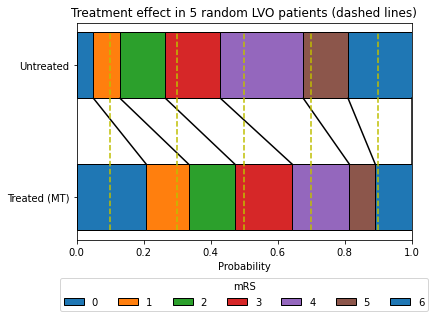 Treatment effect in 5 random LVO patients (dashed lines)
Untreated
Treated (MT)
0.0 0.2 0.4 0.6 0.8 1.0
Probability
mRS
0 1 2 3 4 5 6